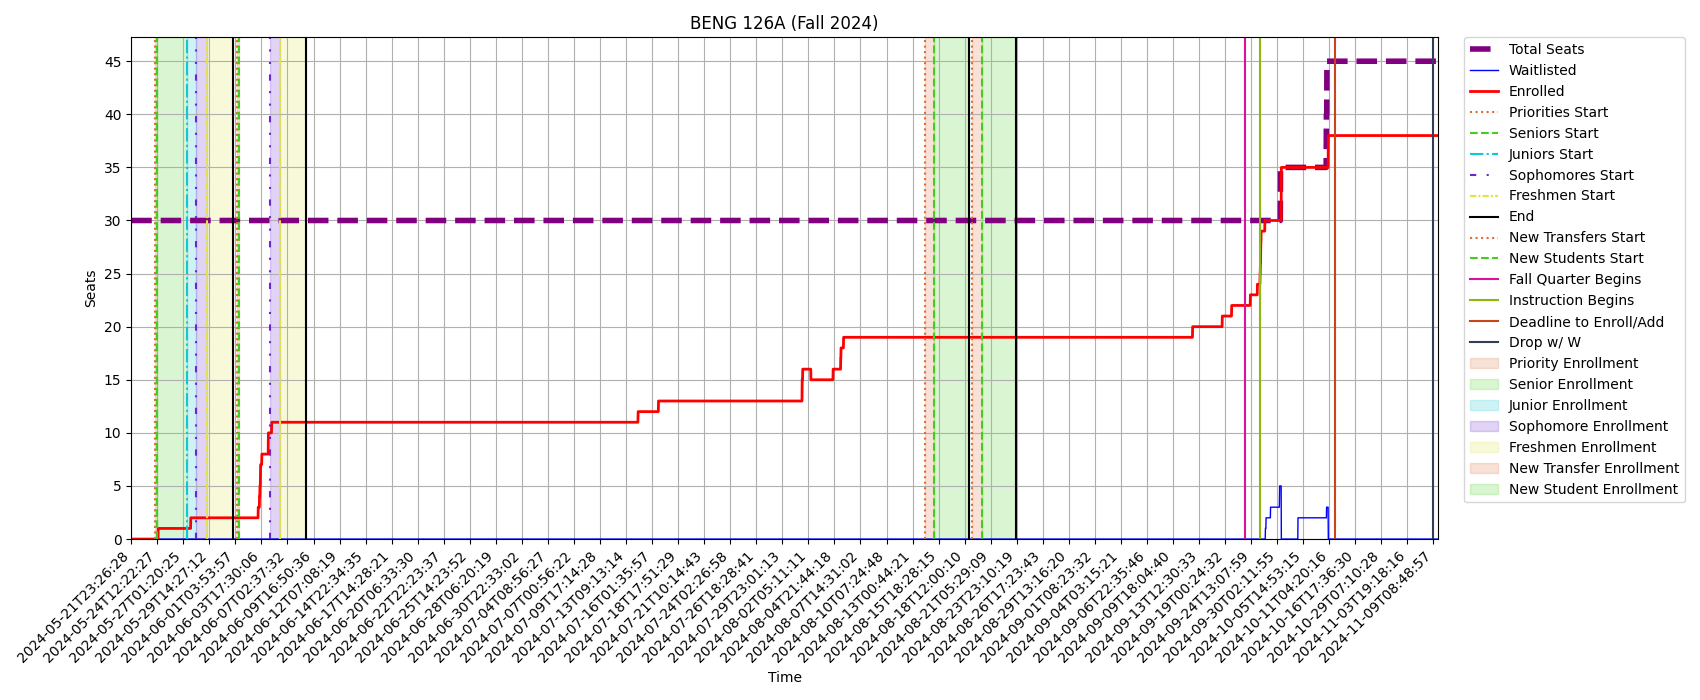 BENG 126A (Fall 2024)
Seats
45
40
35
30
25
20
15
10
5
0
2024-05-21T23:26:28
2024-05-24T12:22:27
2024-05-27T01:20:25
2024-05-29T14:27:12
2024-06-01T03:53:57
2024-06-03T17:30:06
2024-06-07T02:37:32
2024-06-09T16:50:36
2024-06-12T07:08:19
2024-06-14T22:34:35
2024-06-17T14:28:21
2024-06-20T06:33:30
2024-06-22T23:37:37
2024-06-25T14:23:52
2024-06-28T06:20:19
2024-06-30T22:33:02
2024-07-04T08:56:27
2024-07-07T00:56:22
2024-07-09T17:14:28
2024-07-13T09:13:14
2024-07-16T01:35:57
2024-07-18T17:51:29
2024-07-21T10:14:43
2024-07-24T02:26:58
2024-07-26T18:28:41
2024-07-29T23:01:13
2024-08-02T05:11:11
2024-08-04T21:44:18
2024-08-07T14:31:02
2024-08-10T07:24:48
2024-08-13T00:44:21
2024-08-15T18:28:15
2024-08-18T12:00:16
2024-08-21T05:29:09
2024-08-23T23:10:19
2024-08-26T17:23:43
2024-08-29T13:16:20
2024-09-01T08:23:32
2024-09-04T03:15:21
2024-09-06T22:35:46
2024-09-09T18:04:40
2024-09-13T12:30:33
2024-09-19T00:24:32
2024-09-24T13:07:59
2024-09-30T02:11:55
2024-10-05T14:53:15
2024-10-11T04:20:16
2024-10-16T17:36:30
2024-10-29T07:10:28
2024-11-03T19:18:16
2024-11-09T08:48:57
Time
Total Seats
Waitlisted
Enrolled
Priorities Start
Seniors Start
Juniors Start
Sophomores Start
Freshmen Start
End
New Transfers Start
New Students Start
Fall Quarter Begins
Instruction Begins
Deadline to Enroll/Add
Drop w/ W
Priority Enrollment
Senior Enrollment
Junior Enrollment
Sophomore Enrollment
Freshmen Enrollment
New Transfer Enrollment
New Student Enrollment